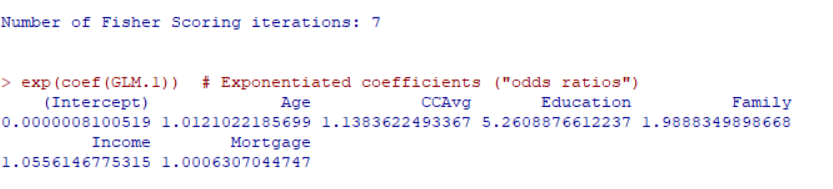 Number of Fisher Scoring iterations: 7
> exp(coef(GLM.1))  # Exponentiated coefficients ("odds ratios")
(Intercept) Age CCAvg Education Family
0.0000008100519 1.0121022185699 1.1383622493367 5.2608876612237 1.9888349898668
Income Mortgage
1.0556146775315 1.0006307044747